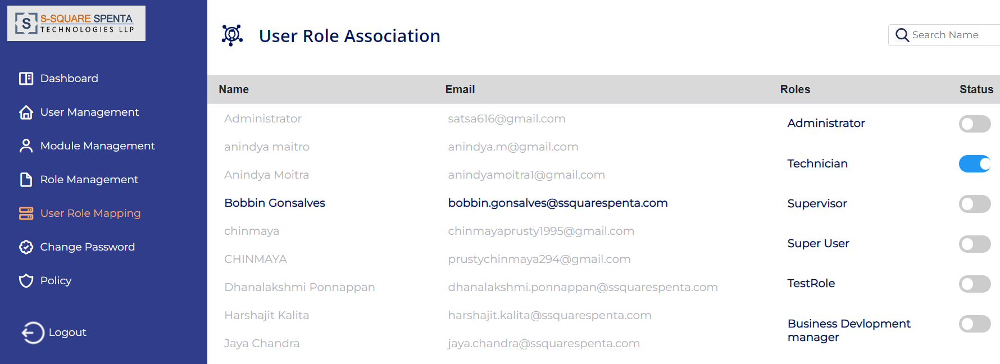 S
S-SQUARE SPENTA
TECHNOLOGIES LLP
Dashboard
User Management
Module Management
Role Management
User Role Mapping
Change Password
Policy
Logout
User Role Association
Search Name
Name Email Roles Status
Administrator satsa616@gmail.com
anindya maitro anindya.m@gmail.com
Anindya Moitra anindyamoitra1@gmail.com
Bobbin Gonsalves bobbin.gonsalves@ssquarespenta.com
chinmaya chinmayaprusty1995@gmail.com
CHINMAYA prustychinmaya294@gmail.com
Dhanalakshmi Ponnappan dhanalakshmi.ponnappan@ssquarespenta.com
Harshajit Kalita harshajit.kalita@ssquarespenta.com
Jaya Chandra jaya.chandra@ssquarespenta.com
Administrator
Technician
Supervisor
Super User
TestRole
Business Devlopment
manager